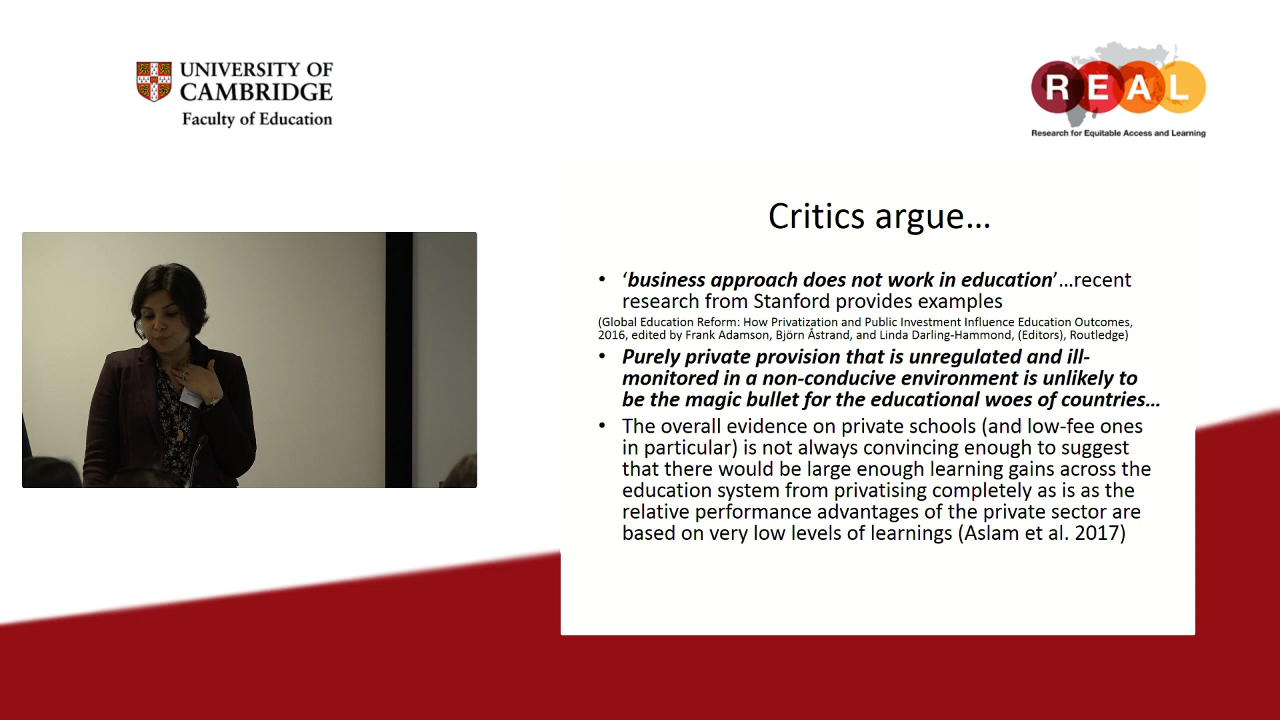 UNIVERSITY OF
CAMBRIDGE
Faculty of Education
REAL
Research for Equitable Access and Learning
Critics argue…
• ‘business approach does not work in education’…recent
research from Stanford provides examples
(Global Education Reform: How Privatization and Public Investment Influence Education Outcomes,
2016, edited by Frank Adamson, Björn Åstrand, and Linda Darling-Hammond, (Editors), Routledge)
• Purely private provision that is unregulated and ill-
monitored in a non-conducive environment is unlikely to
be the magic bullet for the educational woes of countries…
• The overall evidence on private schools (and low-fee ones
in particular) is not always convincing enough to suggest
that there would be large enough learning gains across the
education system from privatising completely as is as the
relative performance advantages of the private sector are
based on very low levels of learnings (Aslam et al. 2017)